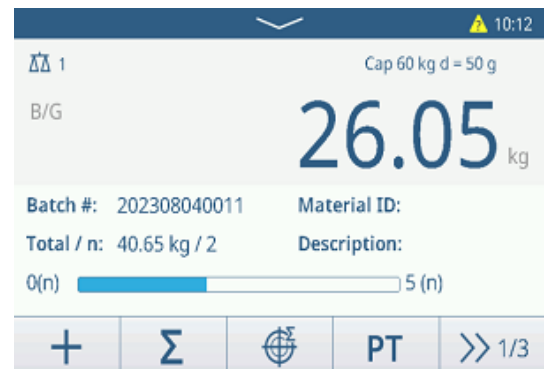 10:12
1 Cap 60 kg d = 50 g
B/G
26.05 kg
Batch #: 202308040011 Material ID:
Total / n: 40.65 kg / 2 Description:
0(n) 5 (n)
+ Σ Σ PT >> 1/3